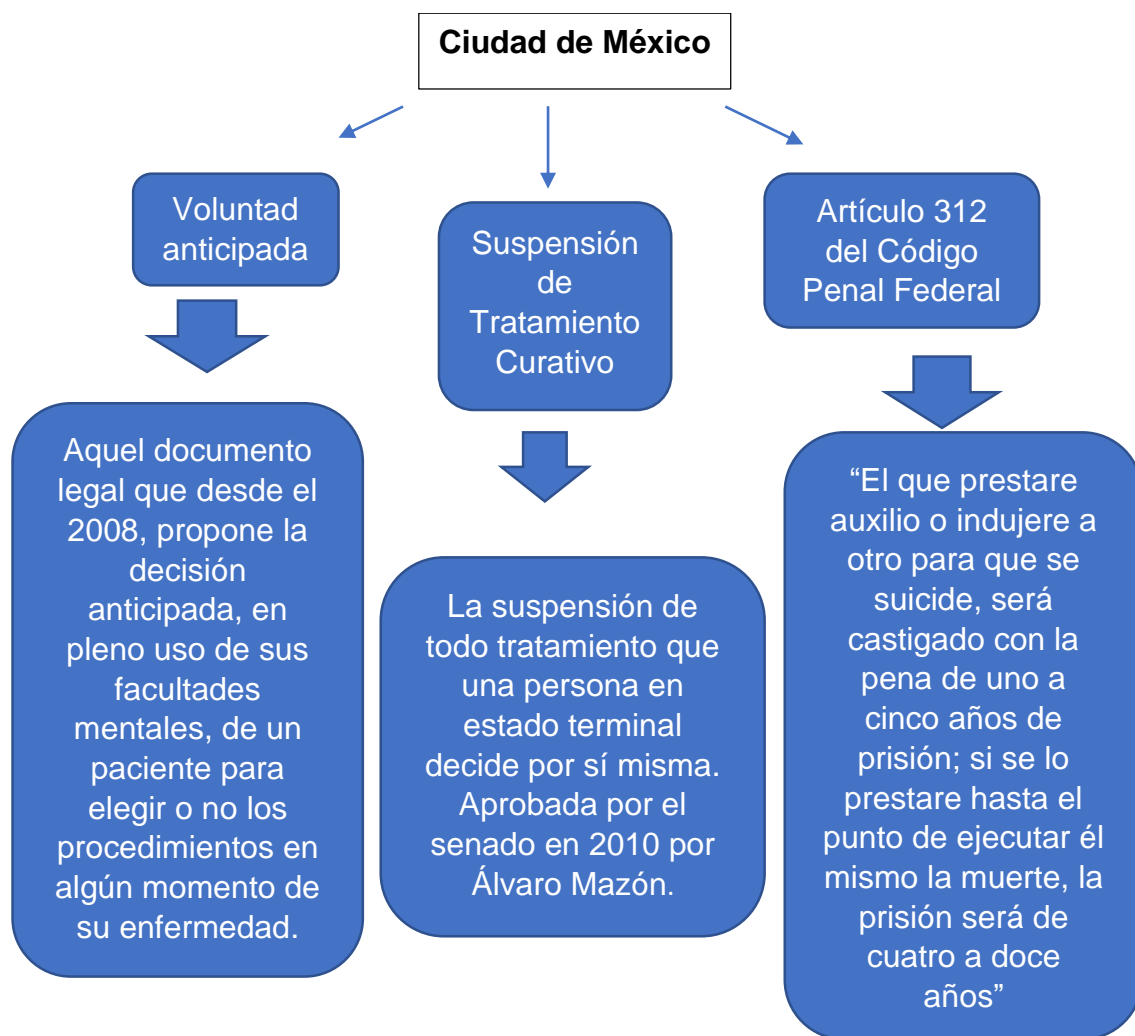 Ciudad de México
Voluntad
anticipada
Aquel documento
legal que desde el
2008, propone la
decisión
anticipada, en
pleno uso de sus
facultades
mentales, de un
paciente para
elegir o no los
procedimientos en
algún momento de
su enfermedad.
Suspensión
de
Tratamiento
Curativo
La suspensión de
todo tratamiento que
una persona en
estado terminal
decide por sí misma.
Aprobada por el
senado en 2010 por
Álvaro Mazón.
Artículo 312
del Código
Penal Federal
“El que prestare
auxilio o indujere a
otro para que se
suicide, será
castigado con la
pena de uno a
cinco años de
prisión; si se lo
prestare hasta el
punto de ejecutar él
mismo la muerte, la
prisión será de
cuatro a doce
años”